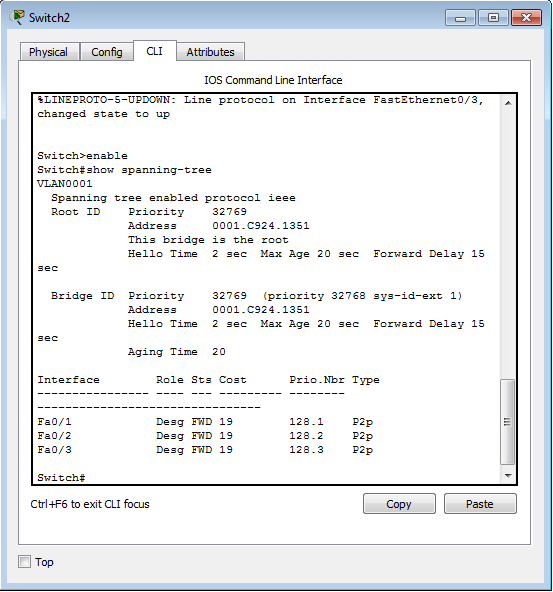 Switch2
Physical Config CLI Attributes
IOS Command Line Interface
%LINEPROTO-5-UPDOWN: Line protocol on Interface FastEthernet0/3,
changed state to up
Switch>enable
Switch#show spanning-tree
VLAN0001
  Spanning tree enabled protocol ieee
  Root ID    Priority    32769
             Address     0001.C924.1351
             This bridge is the root
             Hello Time  2 sec  Max Age 20 sec  Forward Delay 15
sec
  Bridge ID  Priority    32769  (priority 32768 sys-id-ext 1)
             Address     0001.C924.1351
             Hello Time  2 sec  Max Age 20 sec  Forward Delay 15
sec
             Aging Time  20
Interface        Role Sts Cost      Prio.Nbr Type
---------------- ---- --- --------- --------
--------------------------------
Fa0/1            Desg FWD 19        128.1    P2p
Fa0/2            Desg FWD 19        128.2    P2p
Fa0/3            Desg FWD 19        128.3    P2p
Switch#
Ctrl+F6 to exit CLI focus Copy Paste
Top